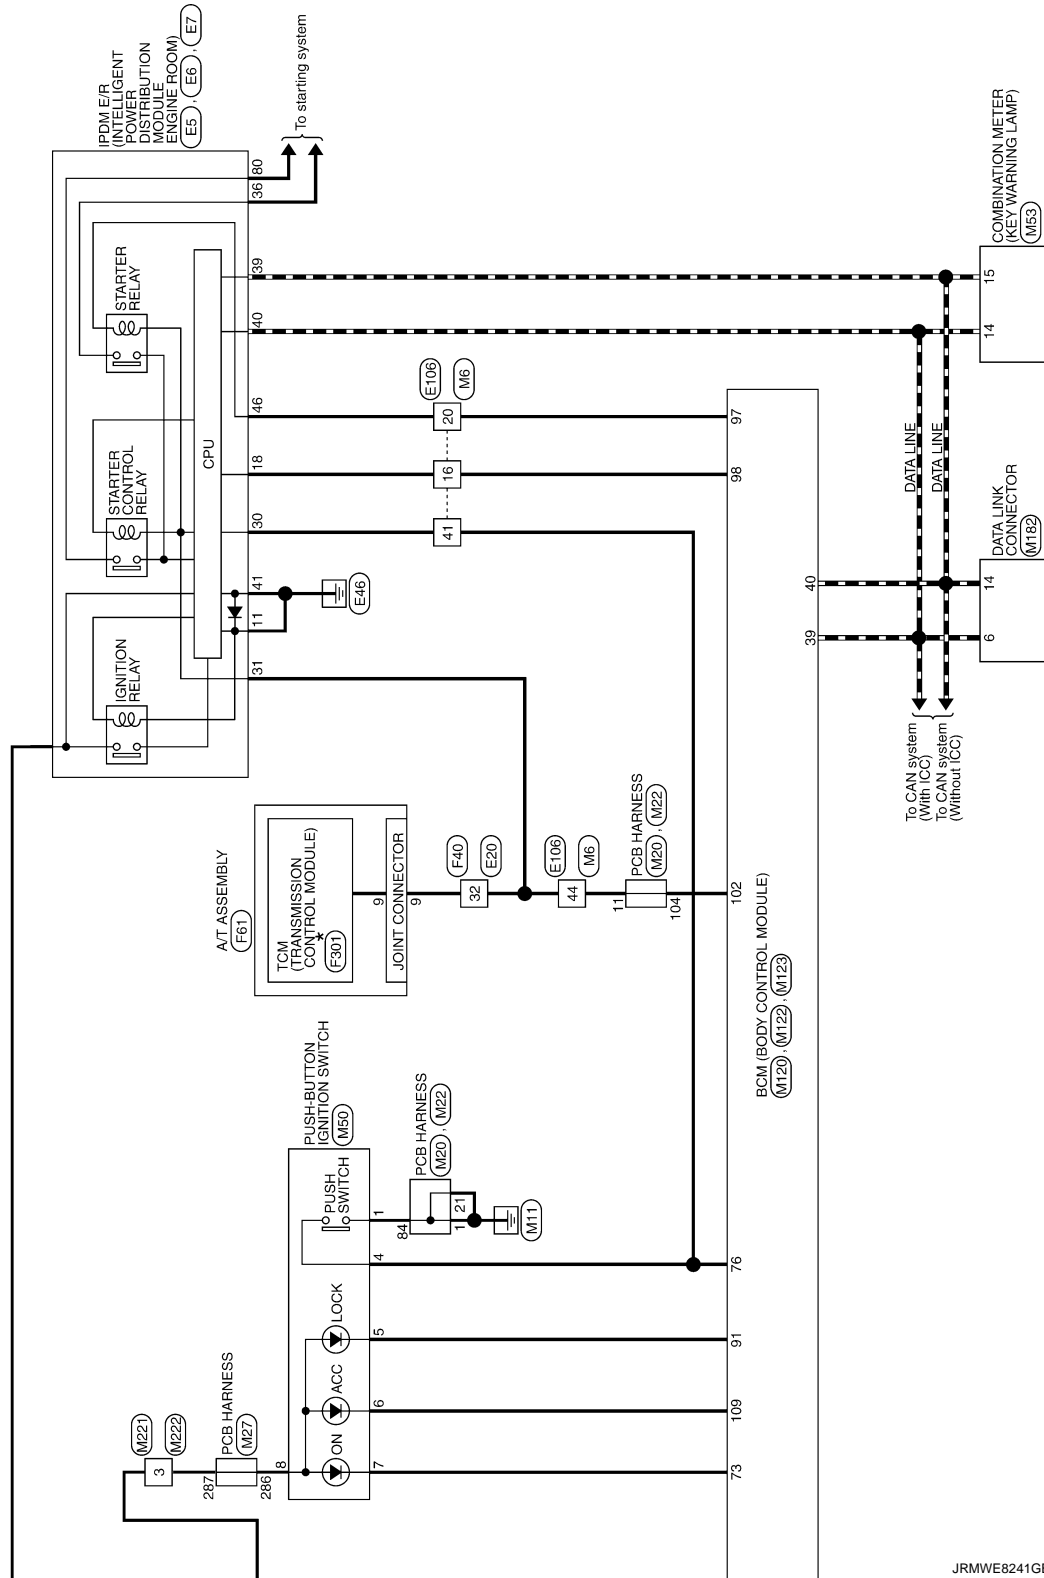 IPDM E/R
(INTELLIGENT
POWER
DISTRIBUTION
MODULE
ENGINE ROOM)
E5 , E6 , E7
To starting system
80
36
STARTER
RELAY
39
40
STARTER
CONTROL
RELAY
CPU
46
18
30
41
11
31
IGNITION
RELAY
E46
E106
M6
20
16
41
97
98
COMBINATION METER
(KEY WARNING LAMP)
M53
15
14
DATA LINE
DATA LINE
DATA LINK
CONNECTOR
M182
14
6
40
39
To CAN system
(With ICC)
To CAN system
(Without ICC)
A/T ASSEMBLY
F61
TCM
(TRANSMISSION
CONTROL MODULE)
*
F301
9
JOINT CONNECTOR
9
F40
E20
32
E106
M6
44
PCB HARNESS
M20 , M22
11
104
102
BCM (BODY CONTROL MODULE)
M120 , M122 , M123
PUSH-BUTTON
IGNITION SWITCH
M50
PUSH
SWITCH
1
84
PCB HARNESS
M20 , M22
1
21
M11
4
76
LOCK
5
91
ACC
6
109
ON
7
73
8
M221
M222
3
PCB HARNESS
M27
287
286
JRMWE8241GB